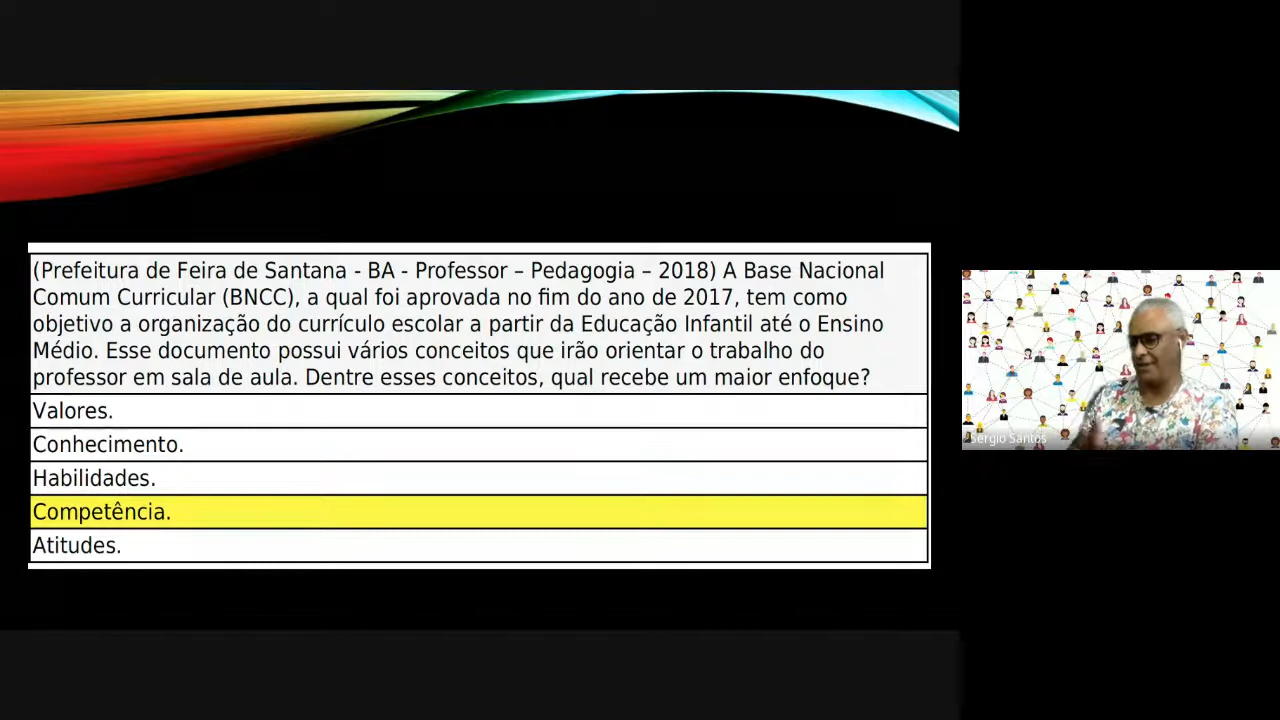 (Prefeitura de Feira de Santana - BA - Professor – Pedagogia – 2018) A Base Nacional
Comum Curricular (BNCC), a qual foi aprovada no fim do ano de 2017, tem como
objetivo a organização do currículo escolar a partir da Educação Infantil até o Ensino
Médio. Esse documento possui vários conceitos que irão orientar o trabalho do
professor em sala de aula. Dentre esses conceitos, qual recebe um maior enfoque?
Valores.
Conhecimento.
Habilidades.
Competência.
Atitudes.
Sergio Santos